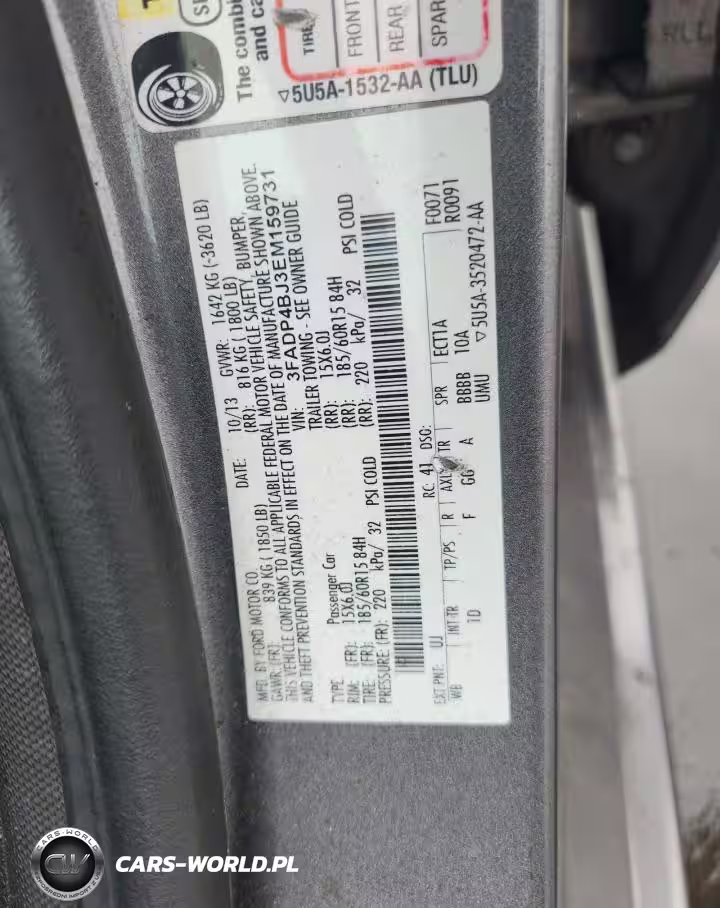 The combin
and ca
TIRE
FRONT
REAR
SPAR
▽5U5A-1532-AA (TLU)
MFD. BY FORD MOTOR CO. DATE: 10/13 GVWR: 1642 KG (-3620 LB)
GAWR: (FR): 839 KG ( 1850 LB) (RR): 816 KG ( 1800 LB)
THIS VEHICLE CONFORMS TO ALL APPLICABLE FEDERAL MOTOR VEHICLE SAFETY, BUMPER,
AND THEFT PREVENTION STANDARDS IN EFFECT ON THE DATE OF MANUFACTURE SHOWN ABOVE.
VIN: 3FADP4BJ3EM159731
TYPE: Passenger Car TRAILER TOWING - SEE OWNER GUIDE
RIM: (FR): 15X6.0J (RR): 15X6.0J
TIRE: (FR): 185/60R15 84H (RR): 185/60R15 84H
PRESSURE (FR): 220 kPa/ 32 PSI COLD (RR): 220 kPa/ 32 PSI COLD
EXT PNT: UJ RC: 41 DSO: F0071
R0091
WB INT TR TP/PS R AXL TR SPR ECT1A
1D F GG A BBBB 10A
UMU ▽5U5A-3520472-AA
CARS-WORLD
CW
CARS-WORLD.PL